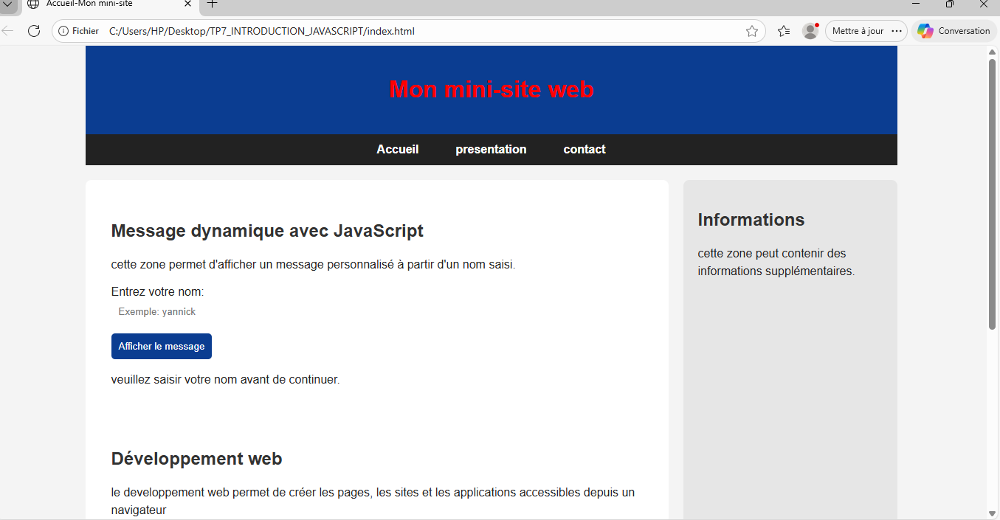 Accueil-Mon mini-site
Fichier C:/Users/HP/Desktop/TP7_INTRODUCTION_JAVASCRIPT/index.html
Mettre à jour
Conversation
Mon mini-site web
Accueil presentation contact
Message dynamique avec JavaScript
cette zone permet d'afficher un message personnalisé à partir d'un nom saisi.
Entrez votre nom:
Exemple: yannick
Afficher le message
veuillez saisir votre nom avant de continuer.
Développement web
le developpement web permet de créer les pages, les sites et les applications accessibles depuis un
navigateur
Informations
cette zone peut contenir des
informations supplémentaires.